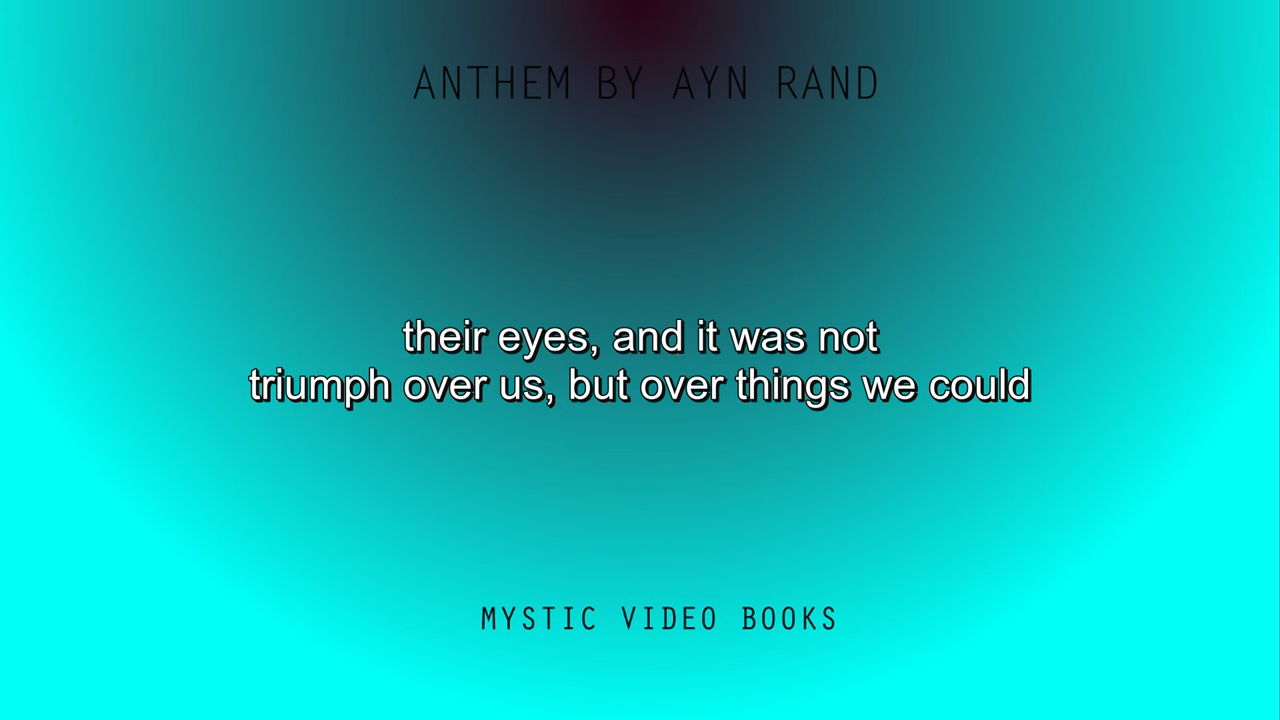 ANTHEM BY AYN RAND
their eyes, and it was not
triumph over us, but over things we could
MYSTIC VIDEO BOOKS